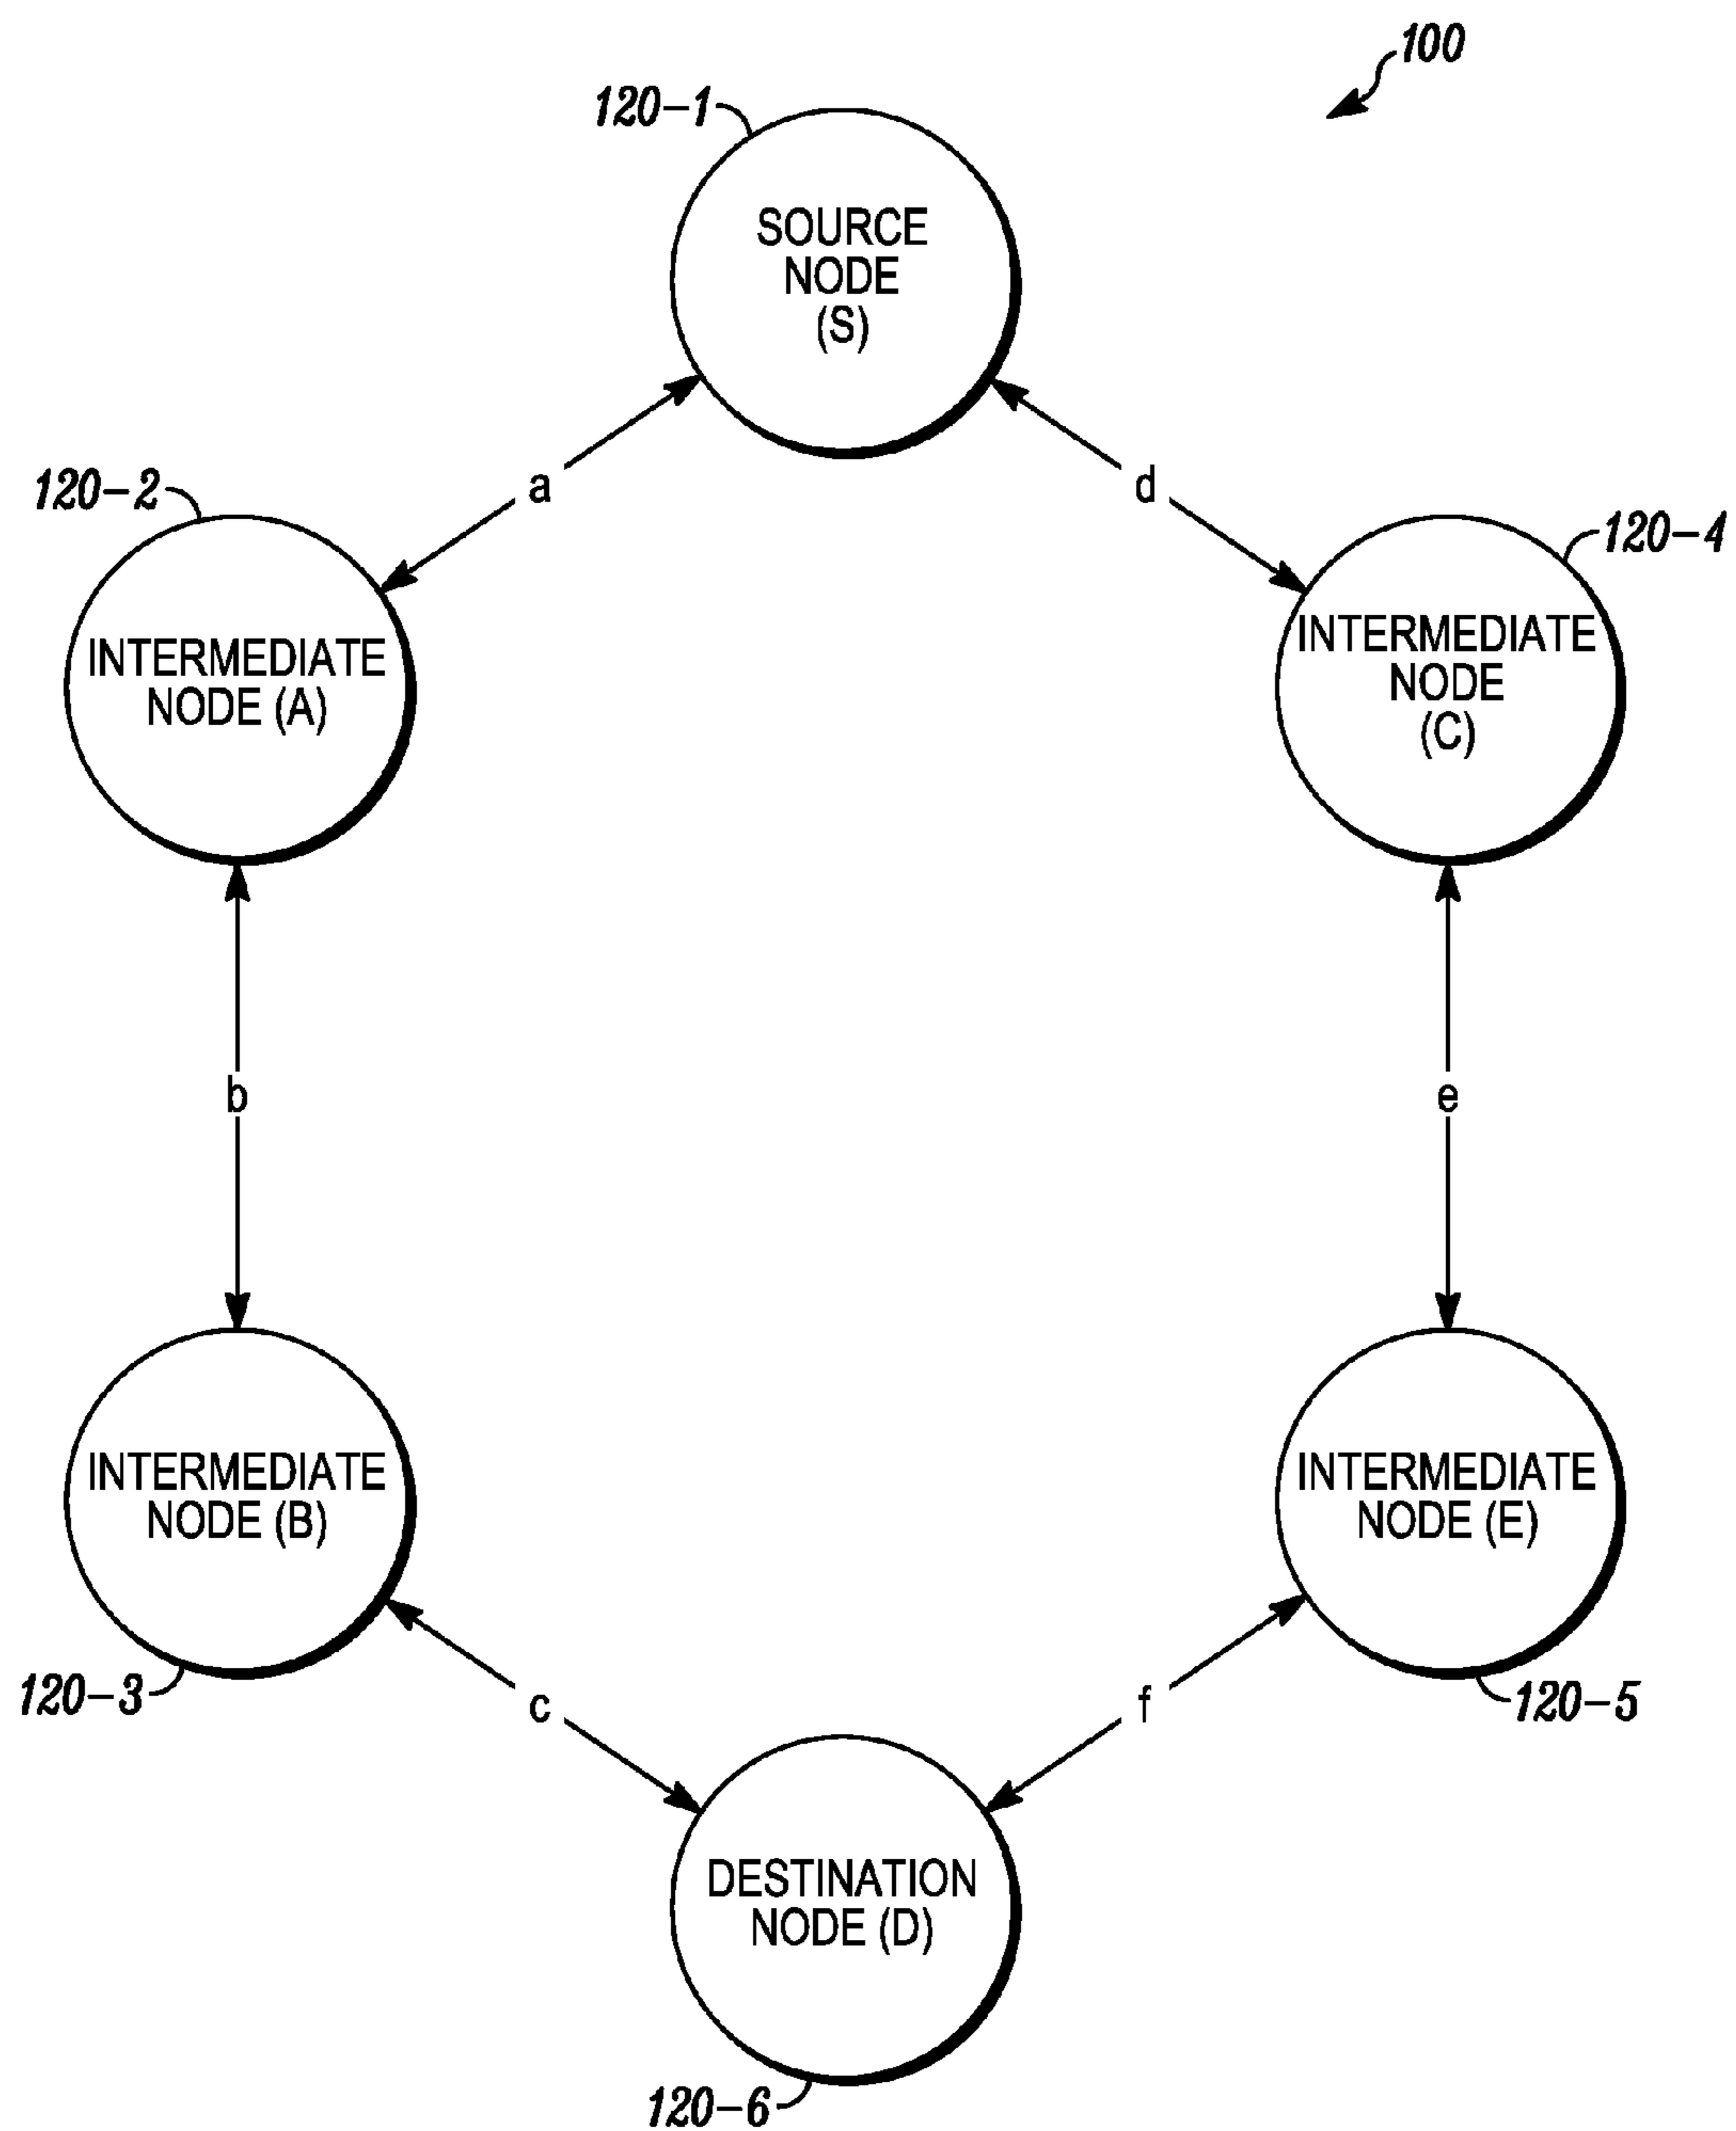 100
120-1
SOURCE
NODE
(S)
a
d
120-2
120-4
INTERMEDIATE
NODE (A)
INTERMEDIATE
NODE
(C)
b
e
INTERMEDIATE
NODE (B)
INTERMEDIATE
NODE (E)
120-3
120-5
c
f
DESTINATION
NODE (D)
120-6